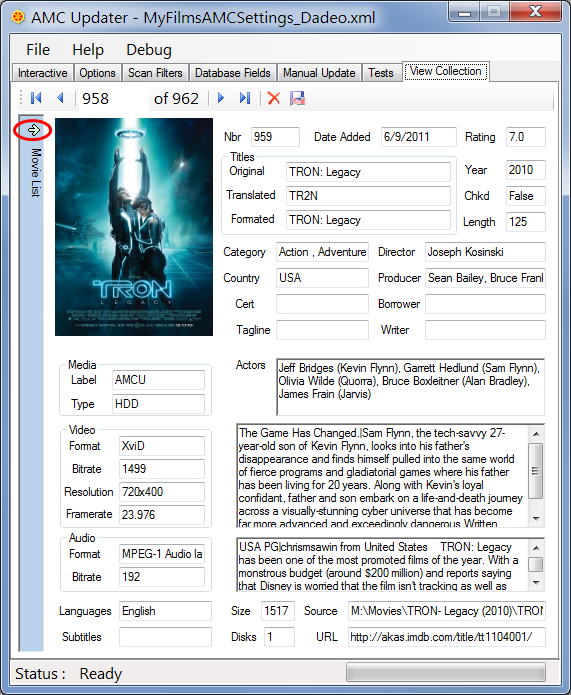 AMC Updater - MyFilmsAMCSettings_Dadeo.xml
File Help Debug
Interactive Options Scan Filters Database Fields Manual Update Tests View Collection
958 of 962
Movie List
TRON
LEGACY
Nbr 959 Date Added 6/9/2011 Rating 7.0
Titles
Original TRON: Legacy Year 2010
Translated TR2N Chkd False
Formated TRON: Legacy Length 125
Category Action , Adventure Director Joseph Kosinski
Country USA Producer Sean Bailey, Bruce Frankl
Cert Borrower
Tagline Writer
Media
Label AMCU
Type HDD
Actors
Jeff Bridges (Kevin Flynn), Garrett Hedlund (Sam Flynn),
Olivia Wilde (Quorra), Bruce Boxleitner (Alan Bradley),
James Frain (Jarvis)
Video
Format XviD
Bitrate 1499
Resolution 720x400
Framerate 23.976
The Game Has Changed.|Sam Flynn, the tech-savvy 27-
year-old son of Kevin Flynn, looks into his father's
disappearance and finds himself pulled into the same world
of fierce programs and gladiatorial games where his father
has been living for 20 years. Along with Kevin's loyal
confidant, father and son embark on a life-and-death journey
across a visually-stunning cyber universe that has become
far more advanced and exceedingly dangerous. Written
Audio
Format MPEG-1 Audio la
Bitrate 192
USA PG|chrismsawin from United States TRON: Legacy
has been one of the most promoted films of the year. With a
monstrous budget (around $200 million) and reports saying
that Disney is worried that the film isn't tracking as well as
Languages English Size 1517 Source M:\Movies\TRON- Legacy (2010)\TRON
Subtitles Disks 1 URL http://akas.imdb.com/title/tt1104001/
Status : Ready